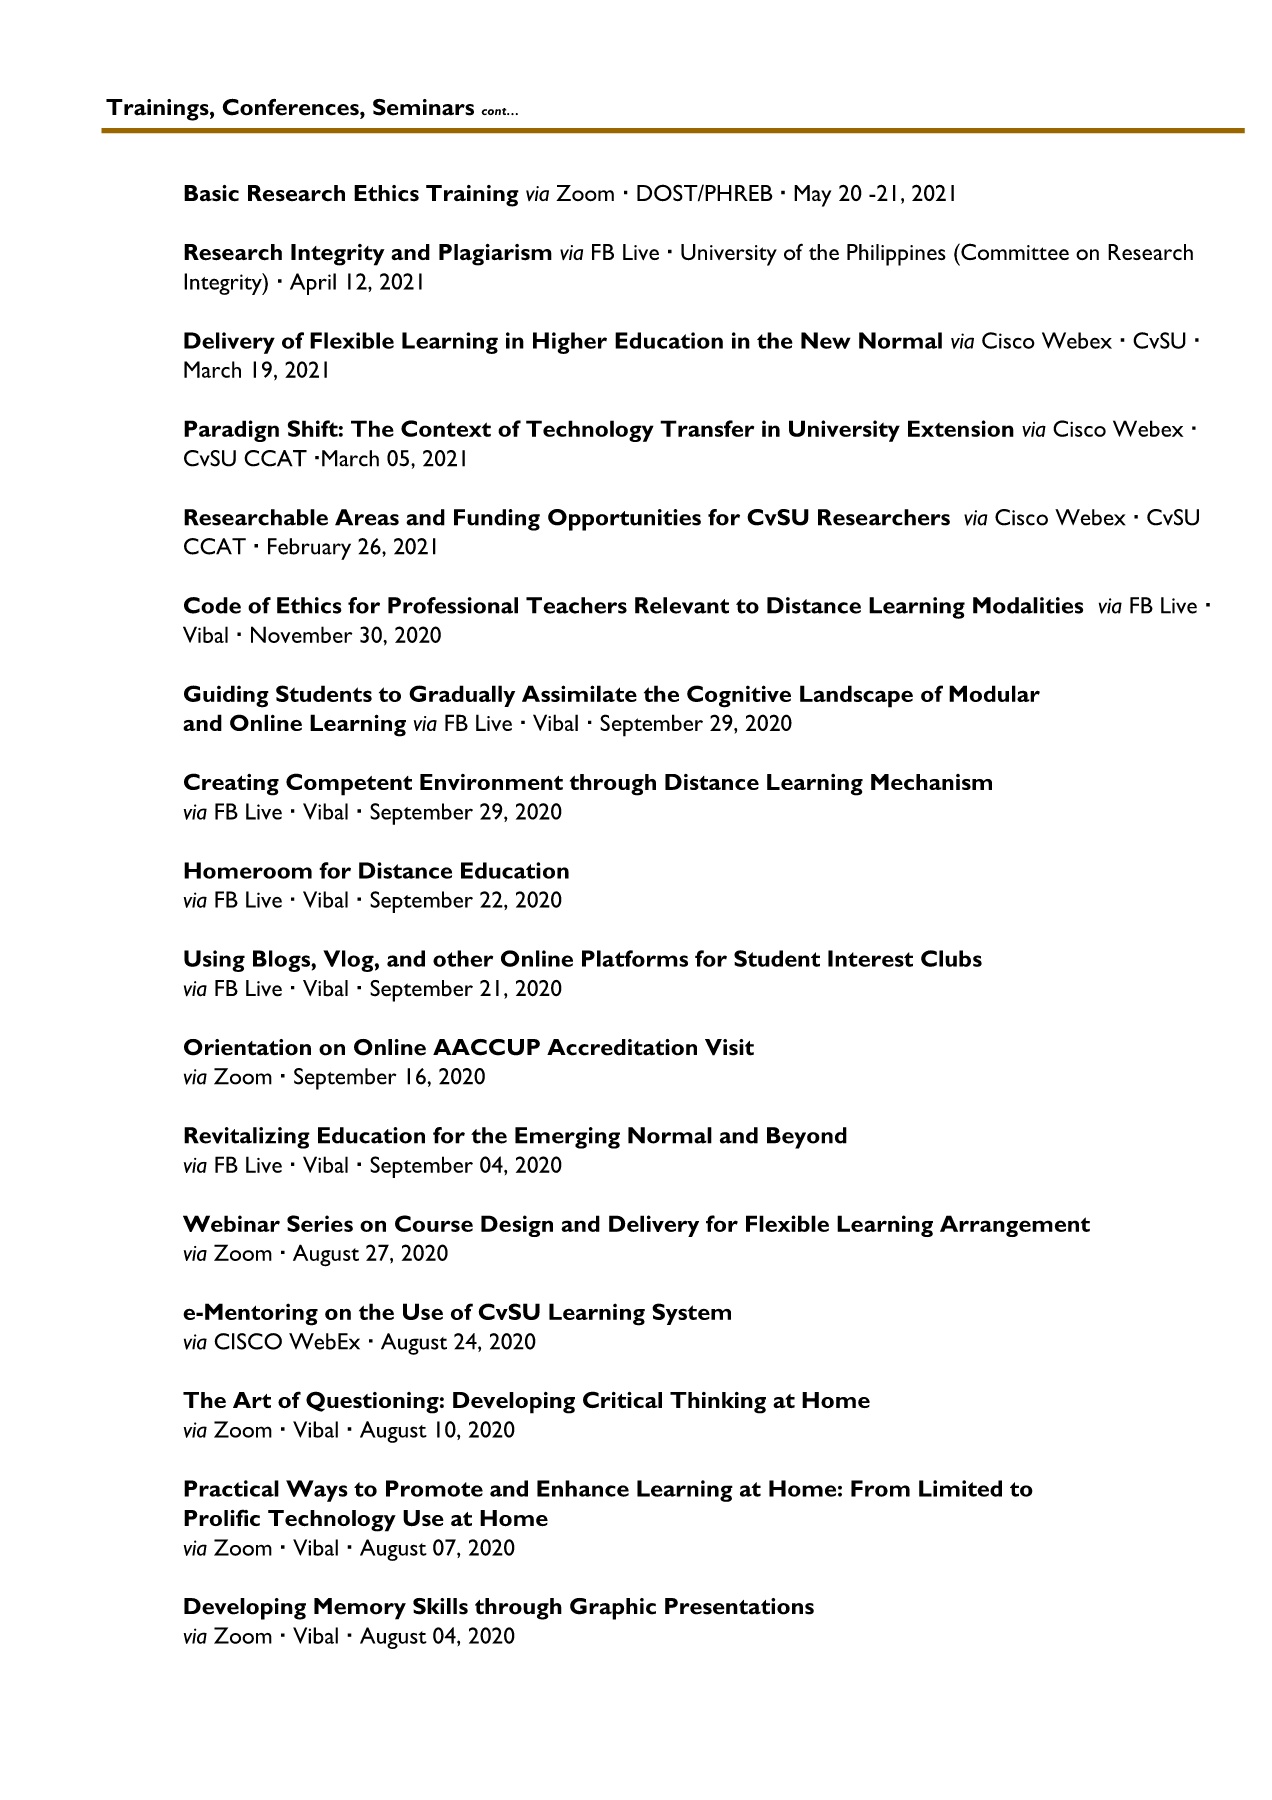 Trainings, Conferences, Seminars cont...
Basic Research Ethics Training via Zoom · DOST/PHREB · May 20 -21, 2021
Research Integrity and Plagiarism via FB Live · University of the Philippines (Committee on Research
Integrity) · April 12, 2021
Delivery of Flexible Learning in Higher Education in the New Normal via Cisco Webex · CvSU ·
March 19, 2021
Paradign Shift: The Context of Technology Transfer in University Extension via Cisco Webex ·
CvSU CCAT ·March 05, 2021
Researchable Areas and Funding Opportunities for CvSU Researchers via Cisco Webex · CvSU
CCAT · February 26, 2021
Code of Ethics for Professional Teachers Relevant to Distance Learning Modalities via FB Live ·
Vibal · November 30, 2020
Guiding Students to Gradually Assimilate the Cognitive Landscape of Modular
and Online Learning via FB Live · Vibal · September 29, 2020
Creating Competent Environment through Distance Learning Mechanism
via FB Live · Vibal · September 29, 2020
Homeroom for Distance Education
via FB Live · Vibal · September 22, 2020
Using Blogs, Vlog, and other Online Platforms for Student Interest Clubs
via FB Live · Vibal · September 21, 2020
Orientation on Online AACCUP Accreditation Visit
via Zoom · September 16, 2020
Revitalizing Education for the Emerging Normal and Beyond
via FB Live · Vibal · September 04, 2020
Webinar Series on Course Design and Delivery for Flexible Learning Arrangement
via Zoom · August 27, 2020
e-Mentoring on the Use of CvSU Learning System
via CISCO WebEx · August 24, 2020
The Art of Questioning: Developing Critical Thinking at Home
via Zoom · Vibal · August 10, 2020
Practical Ways to Promote and Enhance Learning at Home: From Limited to
Prolific Technology Use at Home
via Zoom · Vibal · August 07, 2020
Developing Memory Skills through Graphic Presentations
via Zoom · Vibal · August 04, 2020